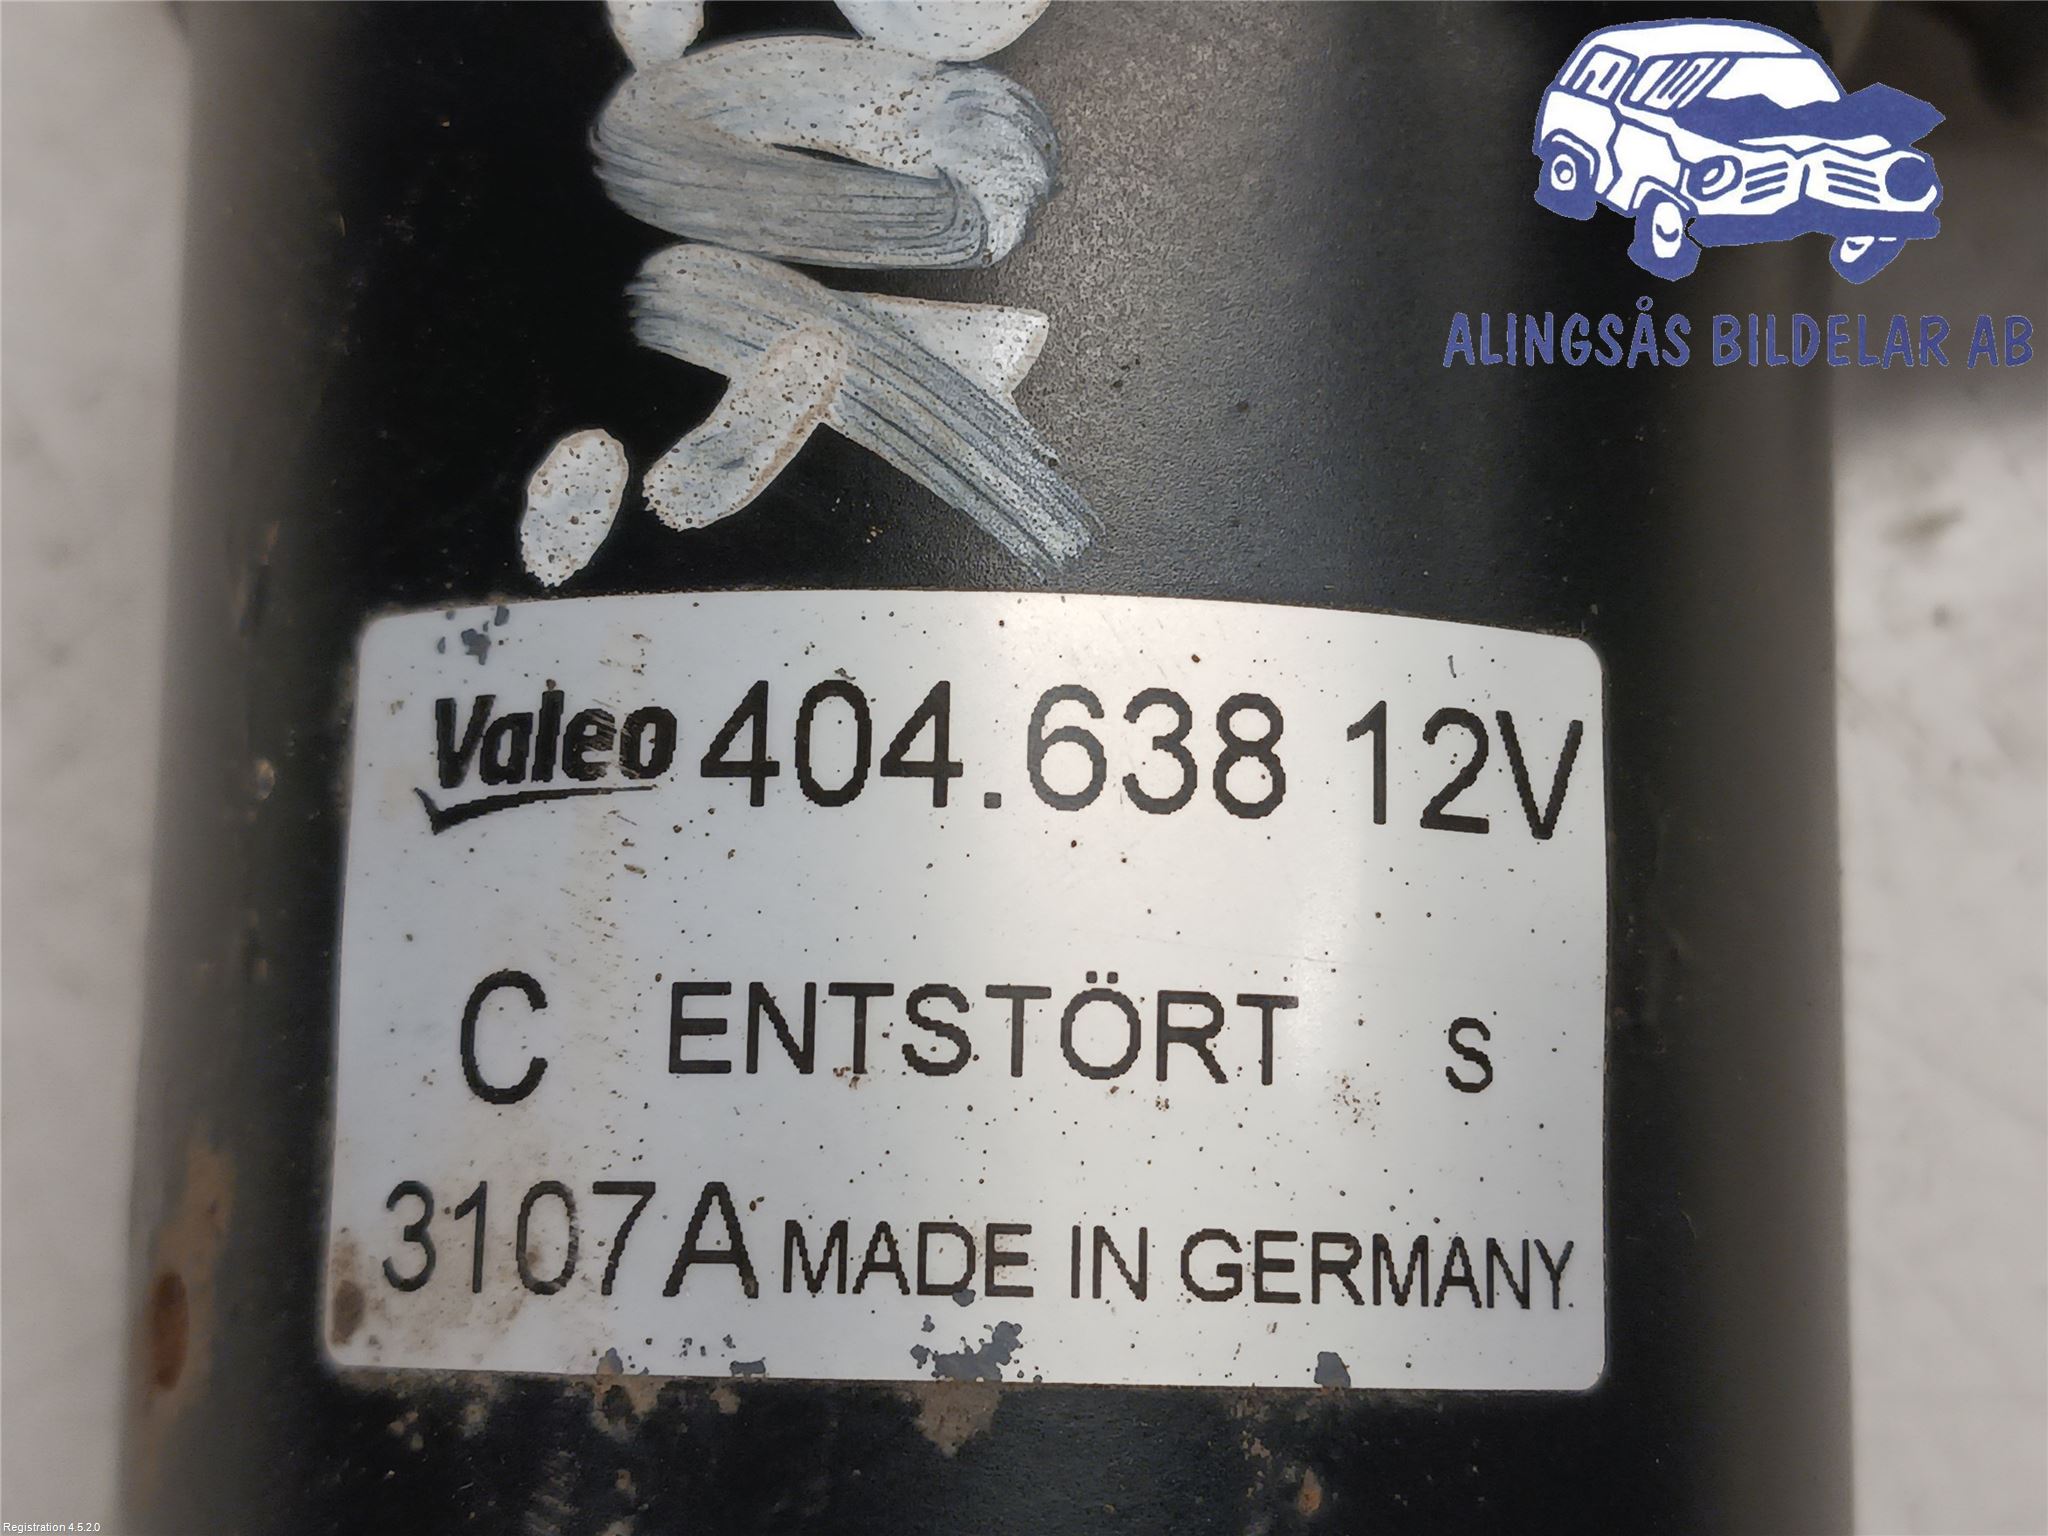 ALINGSÅS BILDELAR AB
Valeo 404.638 12V
C ENTSTÖRT S
3107A MADE IN GERMANY.
Registration 4.5.2.0